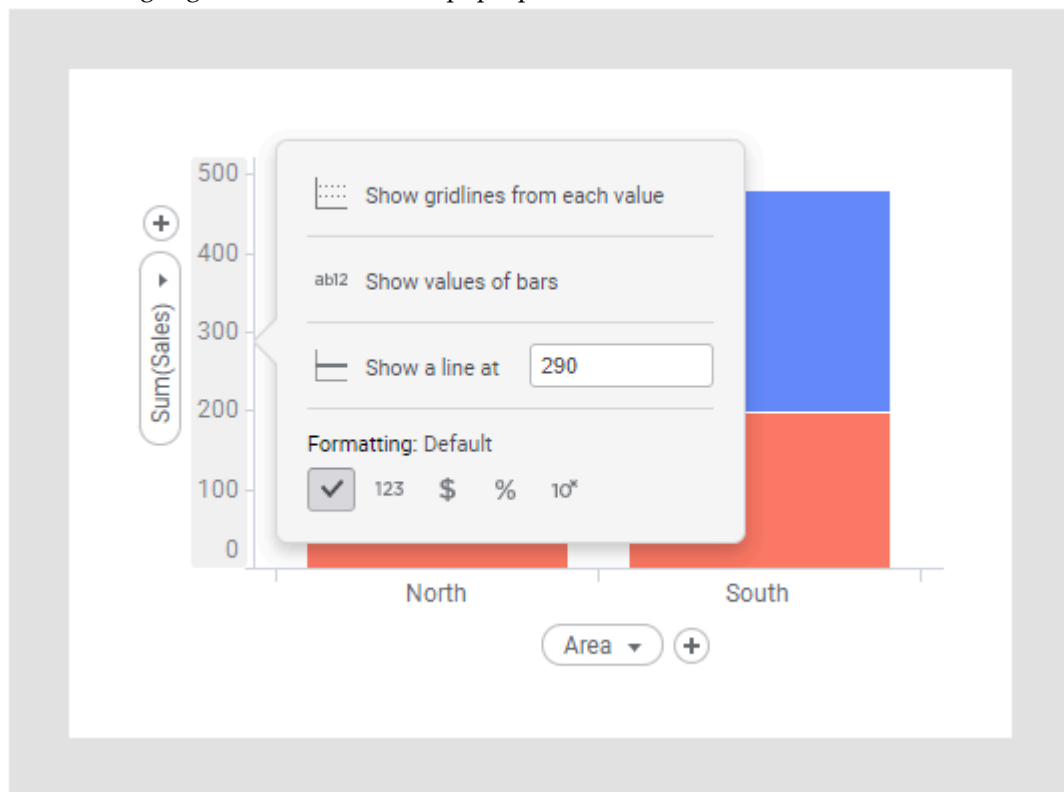 500
400
300
200
100
0
Sum(Sales)
Show gridlines from each value
ab12 Show values of bars
Show a line at 290
Formatting: Default
123 $ % 10ˣ
North South
Area